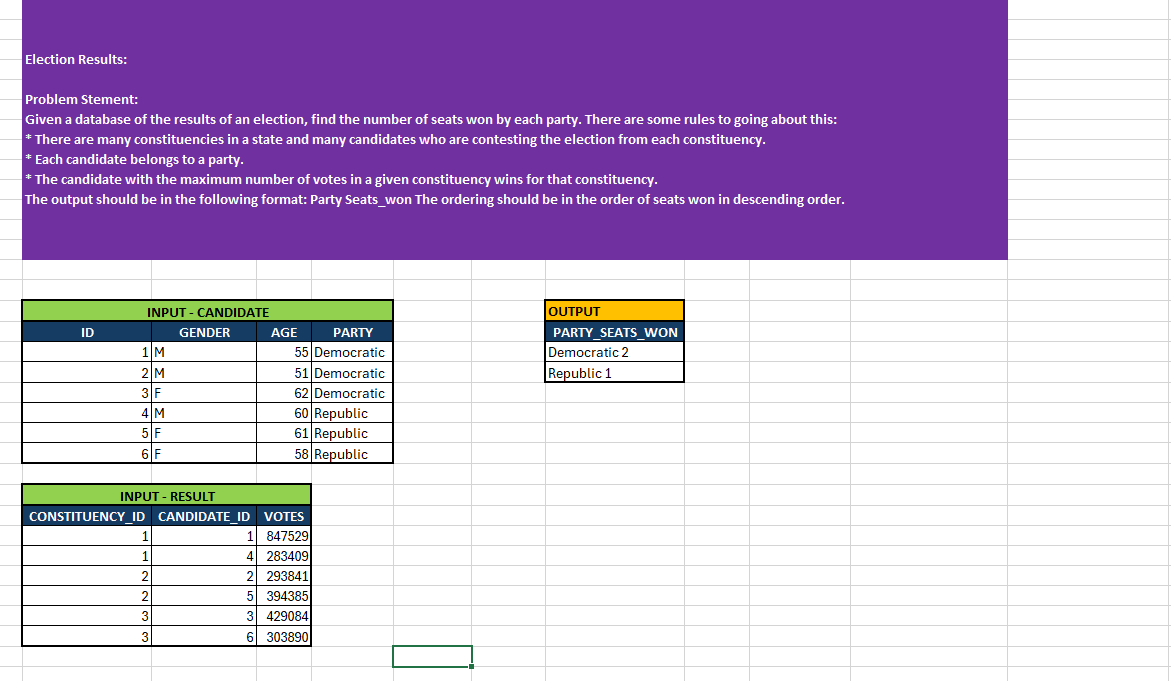 Election Results:
Problem Stement:
Given a database of the results of an election, find the number of seats won by each party. There are some rules to going about this:
* There are many constituencies in a state and many candidates who are contesting the election from each constituency.
* Each candidate belongs to a party.
* The candidate with the maximum number of votes in a given constituency wins for that constituency.
The output should be in the following format: Party Seats_won The ordering should be in the order of seats won in descending order.
INPUT - CANDIDATE
ID GENDER AGE PARTY
1 M 55 Democratic
2 M 51 Democratic
3 F 62 Democratic
4 M 60 Republic
5 F 61 Republic
6 F 58 Republic
OUTPUT
PARTY_SEATS_WON
Democratic 2
Republic 1
INPUT - RESULT
CONSTITUENCY_ID CANDIDATE_ID VOTES
1 1 847529
1 4 283409
2 2 293841
2 5 394385
3 3 429084
3 6 303890